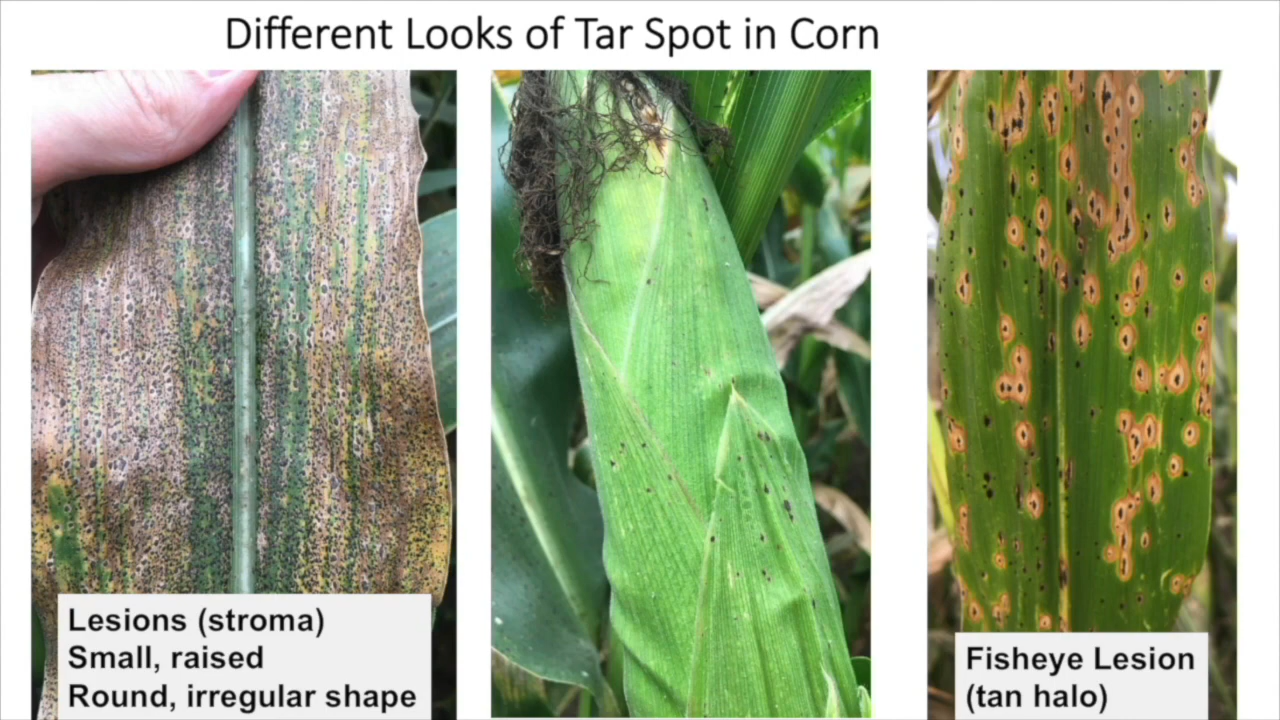 Different Looks of Tar Spot in Corn
Lesions (stroma)
Small, raised
Round, irregular shape
Fisheye Lesion
(tan halo)